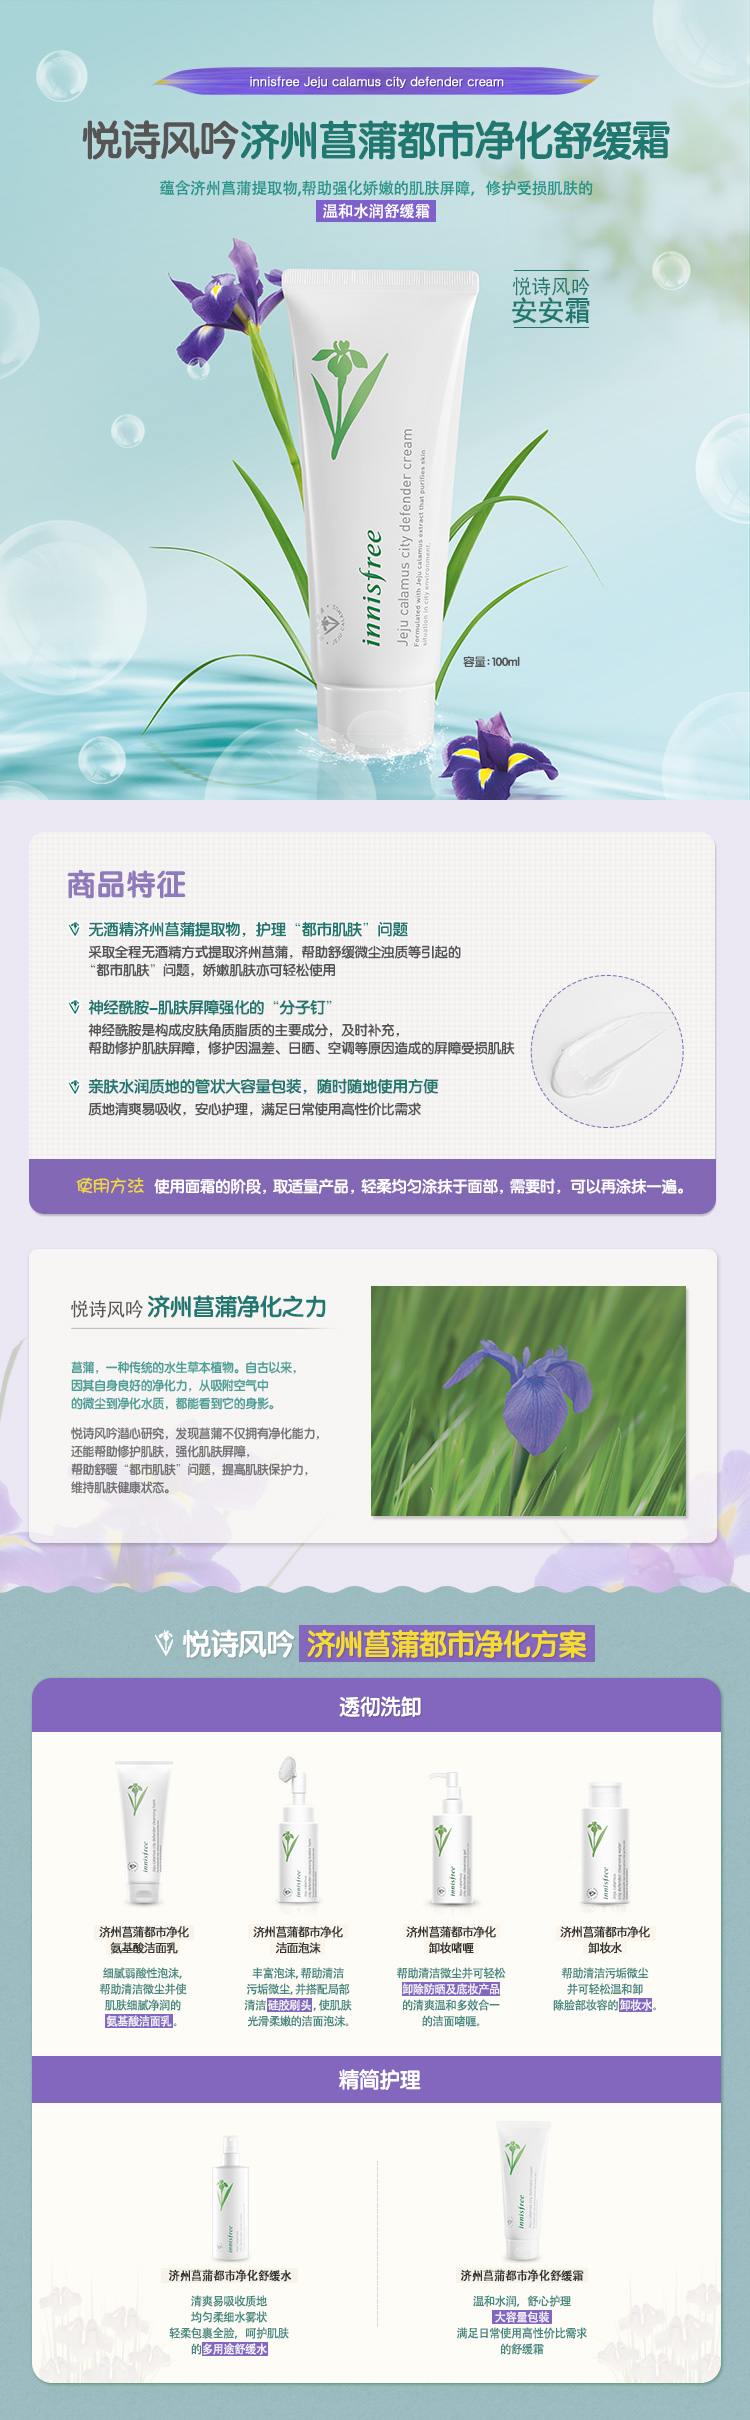 innisfree Jeju calamus city defender cream
悦诗风吟济州菖蒲都市净化舒缓霜
蕴含济州菖蒲提取物,帮助强化娇嫩的肌肤屏障，修护受损肌肤的
温和水润舒缓霜
悦诗风吟
安安霜
innisfree
Jeju calamus city defender cream
Formulated with Jeju calamus extract that purifies skin
situation in city environment.
容量:100ml
商品特征
无酒精济州菖蒲提取物，护理“都市肌肤”问题
采取全程无酒精方式提取济州菖蒲，帮助舒缓微尘浊质等引起的
“都市肌肤”问题，娇嫩肌肤亦可轻松使用
神经酰胺–肌肤屏障强化的“分子钉”
神经酰胺是构成皮肤角质脂质的主要成分，及时补充，
帮助修护肌肤屏障，修护因温差、日晒、空调等原因造成的屏障受损肌肤
亲肤水润质地的管状大容量包装，随时随地使用方便
质地清爽易吸收，安心护理，满足日常使用高性价比需求
使用方法 使用面霜的阶段，取适量产品，轻柔均匀涂抹于面部，需要时，可以再涂抹一遍。
悦诗风吟 济州菖蒲净化之力
菖蒲，一种传统的水生草本植物。自古以来，
因其自身良好的净化力，从吸附空气中
的微尘到净化水质，都能看到它的身影。
悦诗风吟潜心研究，发现菖蒲不仅拥有净化能力，
还能帮助修护肌肤，强化肌肤屏障，
帮助舒暖“都市肌肤”问题，提高肌肤保护力，
维持肌肤健康状态。
悦诗风吟 济州菖蒲都市净化方案
透彻洗卸
innisfree
innisfree
innisfree
innisfree
济州菖蒲都市净化
氨基酸洁面乳
细腻弱酸性泡沫,
帮助清洁微尘并使
肌肤细腻净润的
氨基酸洁面乳。
济州菖蒲都市净化
洁面泡沫
丰富泡沫,帮助清洁
污垢微尘,并搭配局部
清洁硅胶刷头,使肌肤
光滑柔嫩的洁面泡沫。
济州菖蒲都市净化
卸妆啫喱
帮助清洁微尘并可轻松
卸除防晒及底妆产品
的清爽温和多效合一
的洁面啫喱。
济州菖蒲都市净化
卸妆水
帮助清洁污垢微尘
并可轻松温和卸
除脸部妆容的卸妆水。
精简护理
innisfree
innisfree
济州菖蒲都市净化舒缓水
清爽易吸收质地
均匀柔细水雾状
轻柔包裹全脸，呵护肌肤
的多用途舒缓水
济州菖蒲都市净化舒缓霜
温和水润，舒心护理
大容量包装
满足日常使用高性价比需求
的舒缓霜